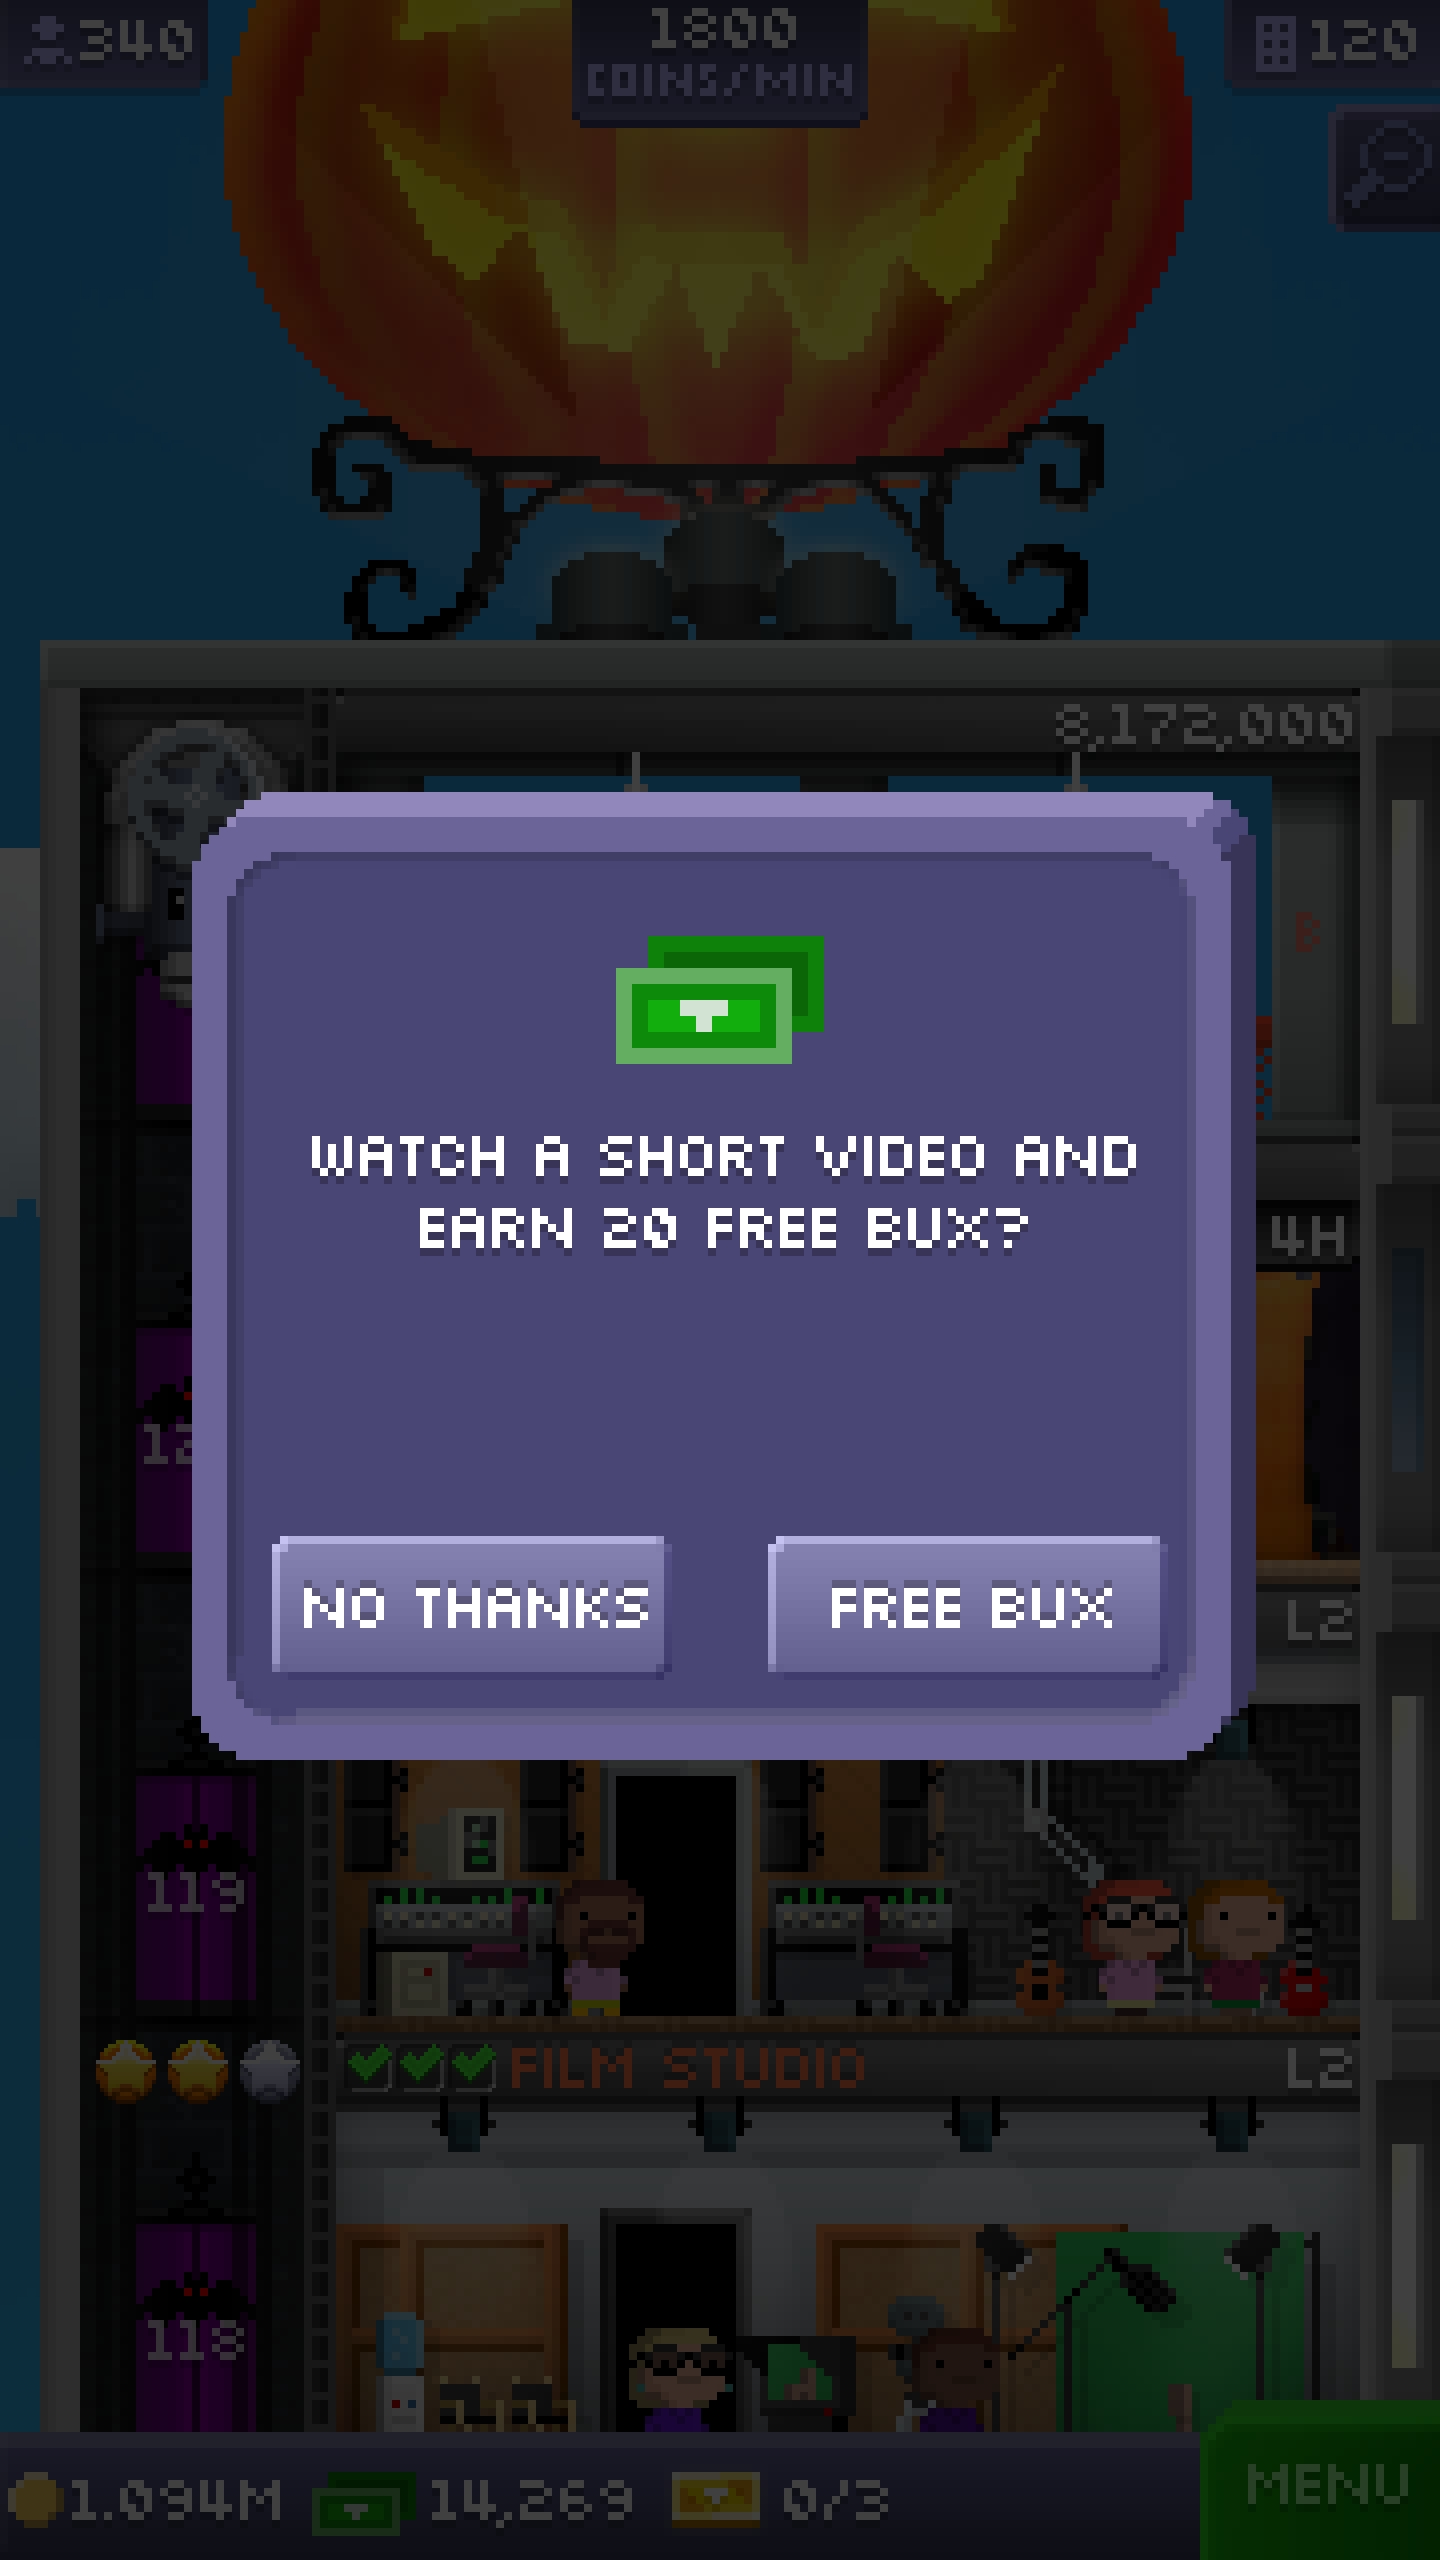 340
1800
COINS/MIN
120
8,172,000
B
WATCH A SHORT VIDEO AND
EARN 20 FREE BUX?
4H
NO THANKS
FREE BUX
L2
119
FILM STUDIO
L2
118
1.094M
14,269
0/3
MENU